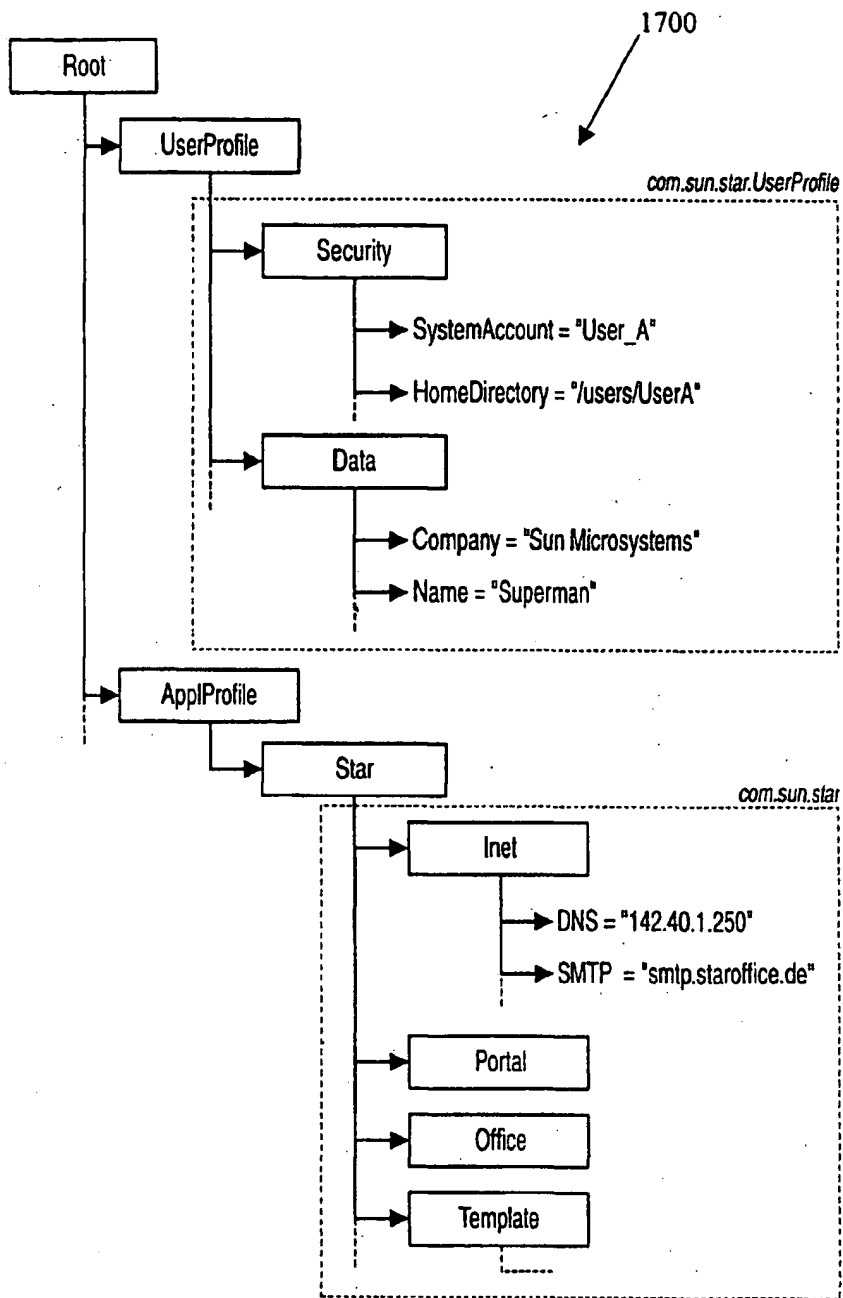 1700
Root
UserProfile
com.sun.star.UserProfile
Security
SystemAccount = "User_A"
HomeDirectory = "/users/UserA"
Data
Company = "Sun Microsystems"
Name = "Superman"
ApplProfile
Star
com.sun.star
Inet
DNS = "142.40.1.250"
SMTP = "smtp.staroffice.de"
Portal
Office
Template